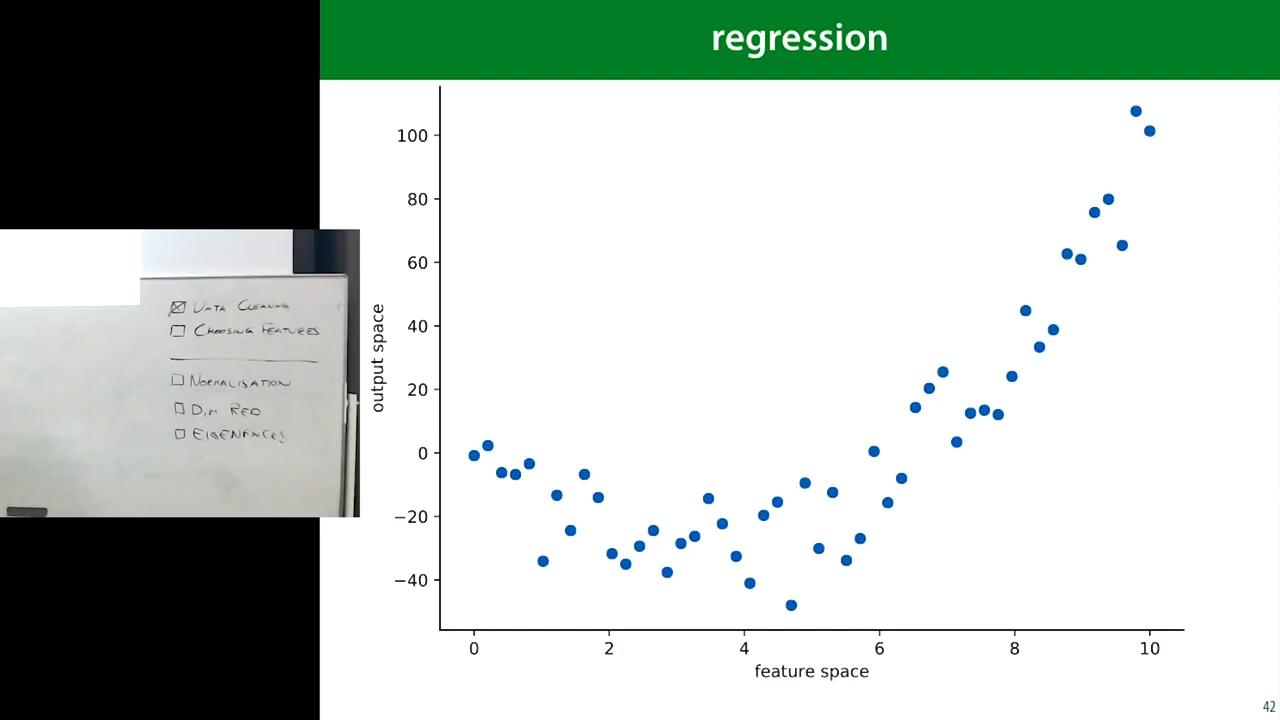 regression
DATA CLEANING
CHOOSING FEATURES
NORMALISATION
DIM RED
EIGENFACES
output space
100
80
60
40
20
0
−20
−40
0 2 4 6 8 10
feature space
42